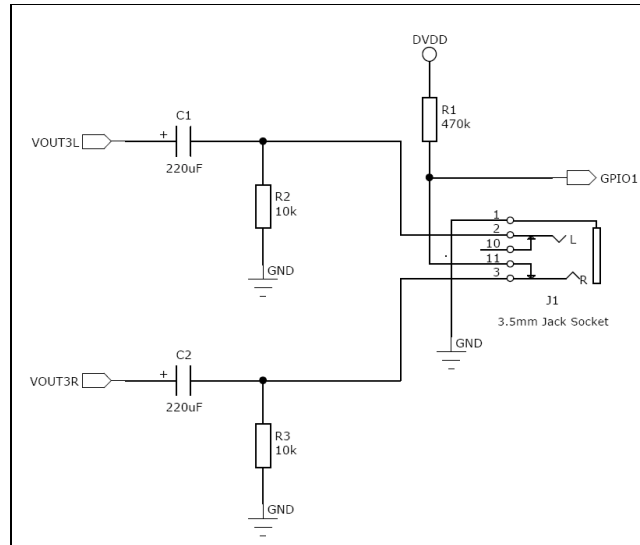 DVDD
R1
470k
C1
+
VOUT3L
220uF
GPIO1
R2
10k
1
2
10
11
3
L
R
GND
J1
3.5mm Jack Socket
GND
C2
+
VOUT3R
220uF
R3
10k
GND